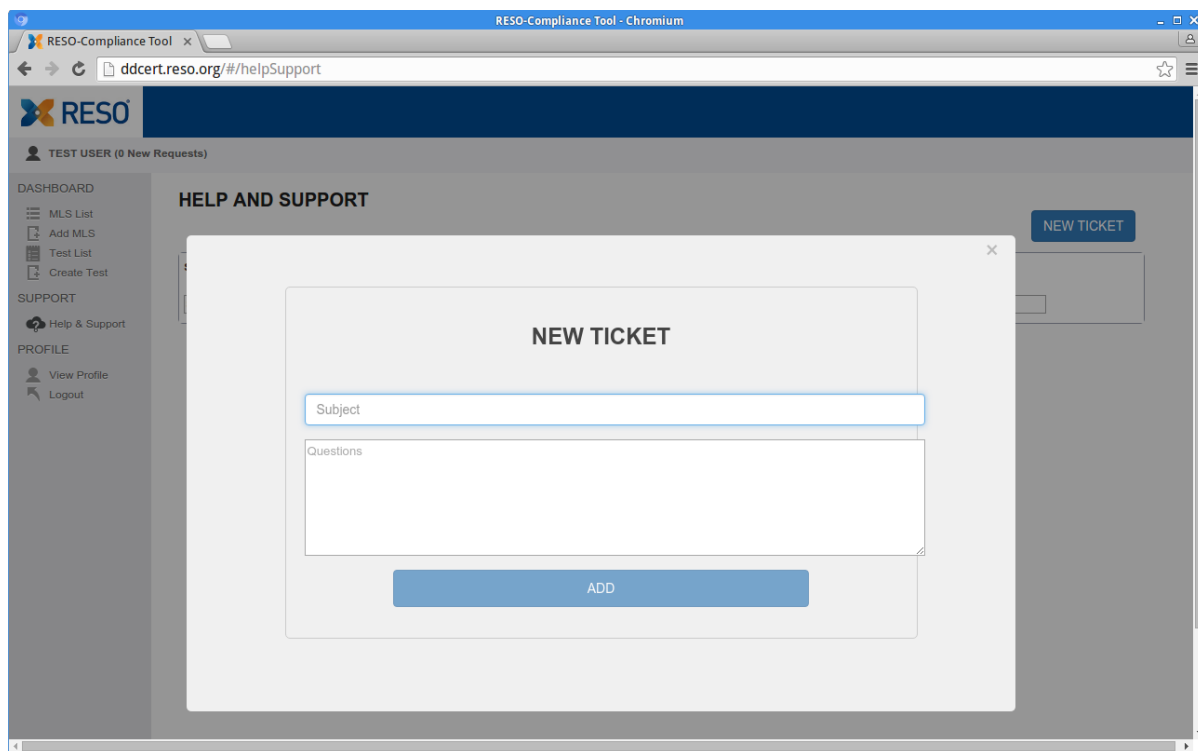 RESO-Compliance Tool - Chromium
RESO-Compliance Tool
ddcert.reso.org/#/helpSupport
RESO
TEST USER (0 New Requests)
DASHBOARD
MLS List
Add MLS
Test List
Create Test
SUPPORT
Help & Support
PROFILE
View Profile
Logout
HELP AND SUPPORT
NEW TICKET
NEW TICKET
Subject
Questions
ADD